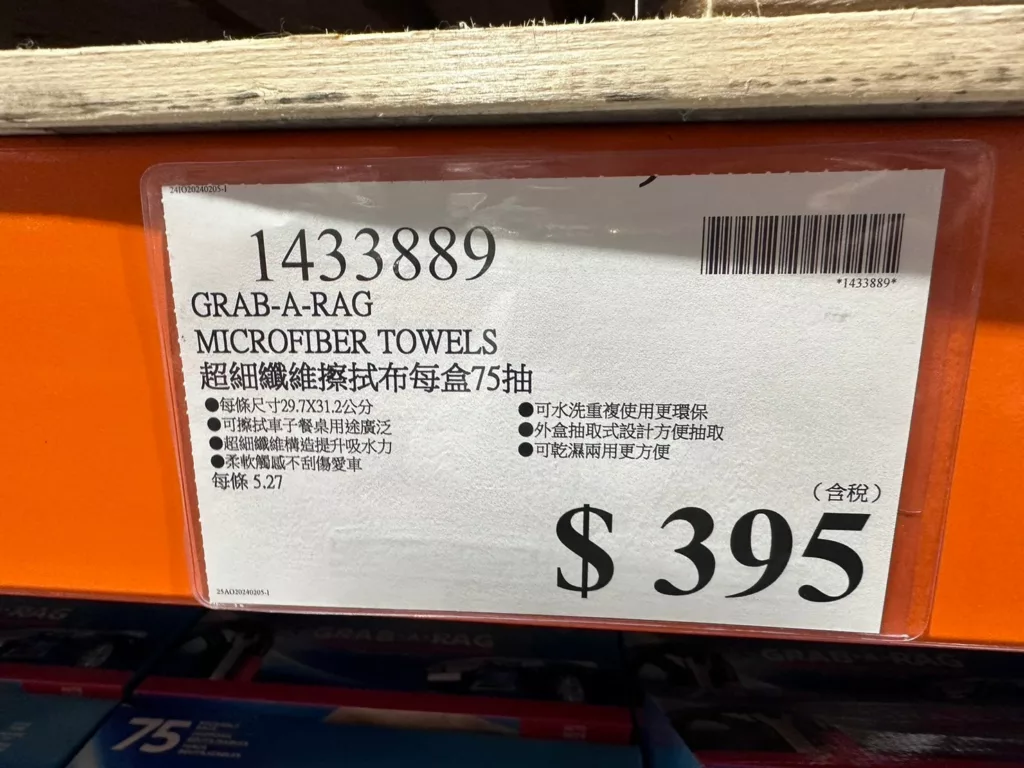 24IO20240205-1
1433889
*1433889*
GRAB-A-RAG
MICROFIBER TOWELS
超細纖維擦拭布每盒75抽
●每條尺寸29.7X31.2公分
●可擦拭車子餐桌用途廣泛
●超細纖維構造提升吸水力
●柔軟觸感不刮傷愛車
每條 5.27
●可水洗重複使用更環保
●外盒抽取式設計方便抽取
●可乾濕兩用更方便
（含稅）
$ 395
25AO20240205-1
GRAB-A-RAG
75